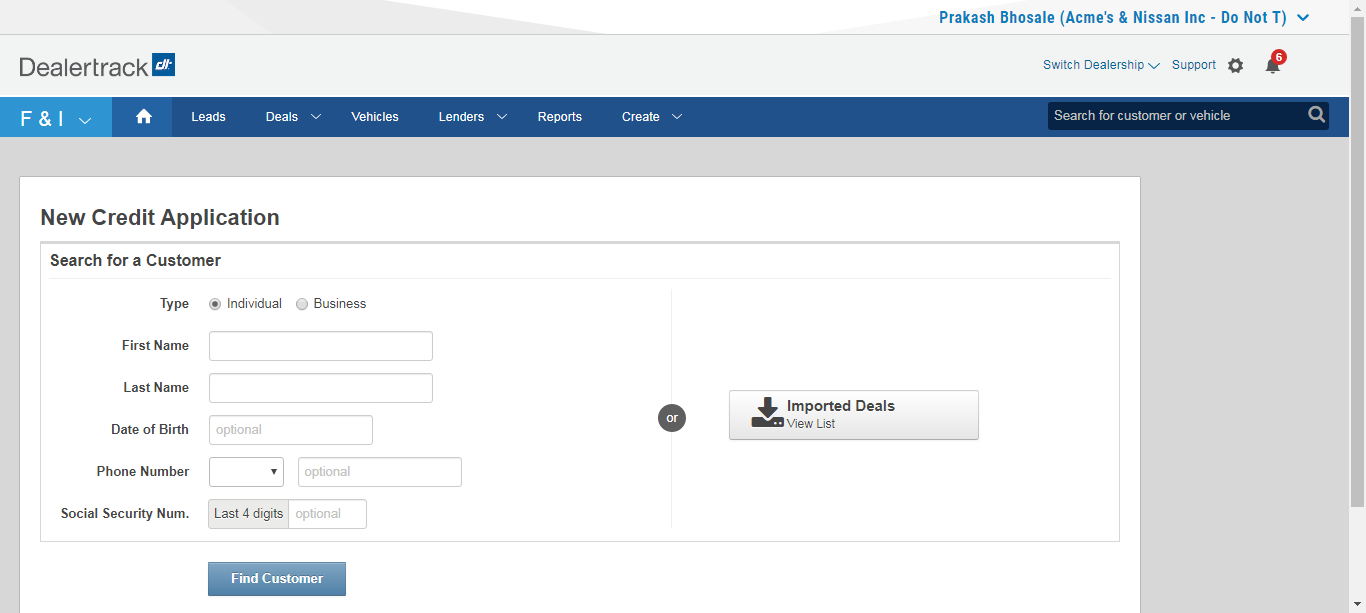 Prakash Bhosale (Acme's & Nissan Inc - Do Not T)
Dealertrack dt
Switch Dealership Support 6
F & I Leads Deals Vehicles Lenders Reports Create Search for customer or vehicle
New Credit Application
Search for a Customer
Type Individual Business
First Name
Last Name
Date of Birth optional
Phone Number optional
Social Security Num. Last 4 digits optional
or
Imported Deals
View List
Find Customer